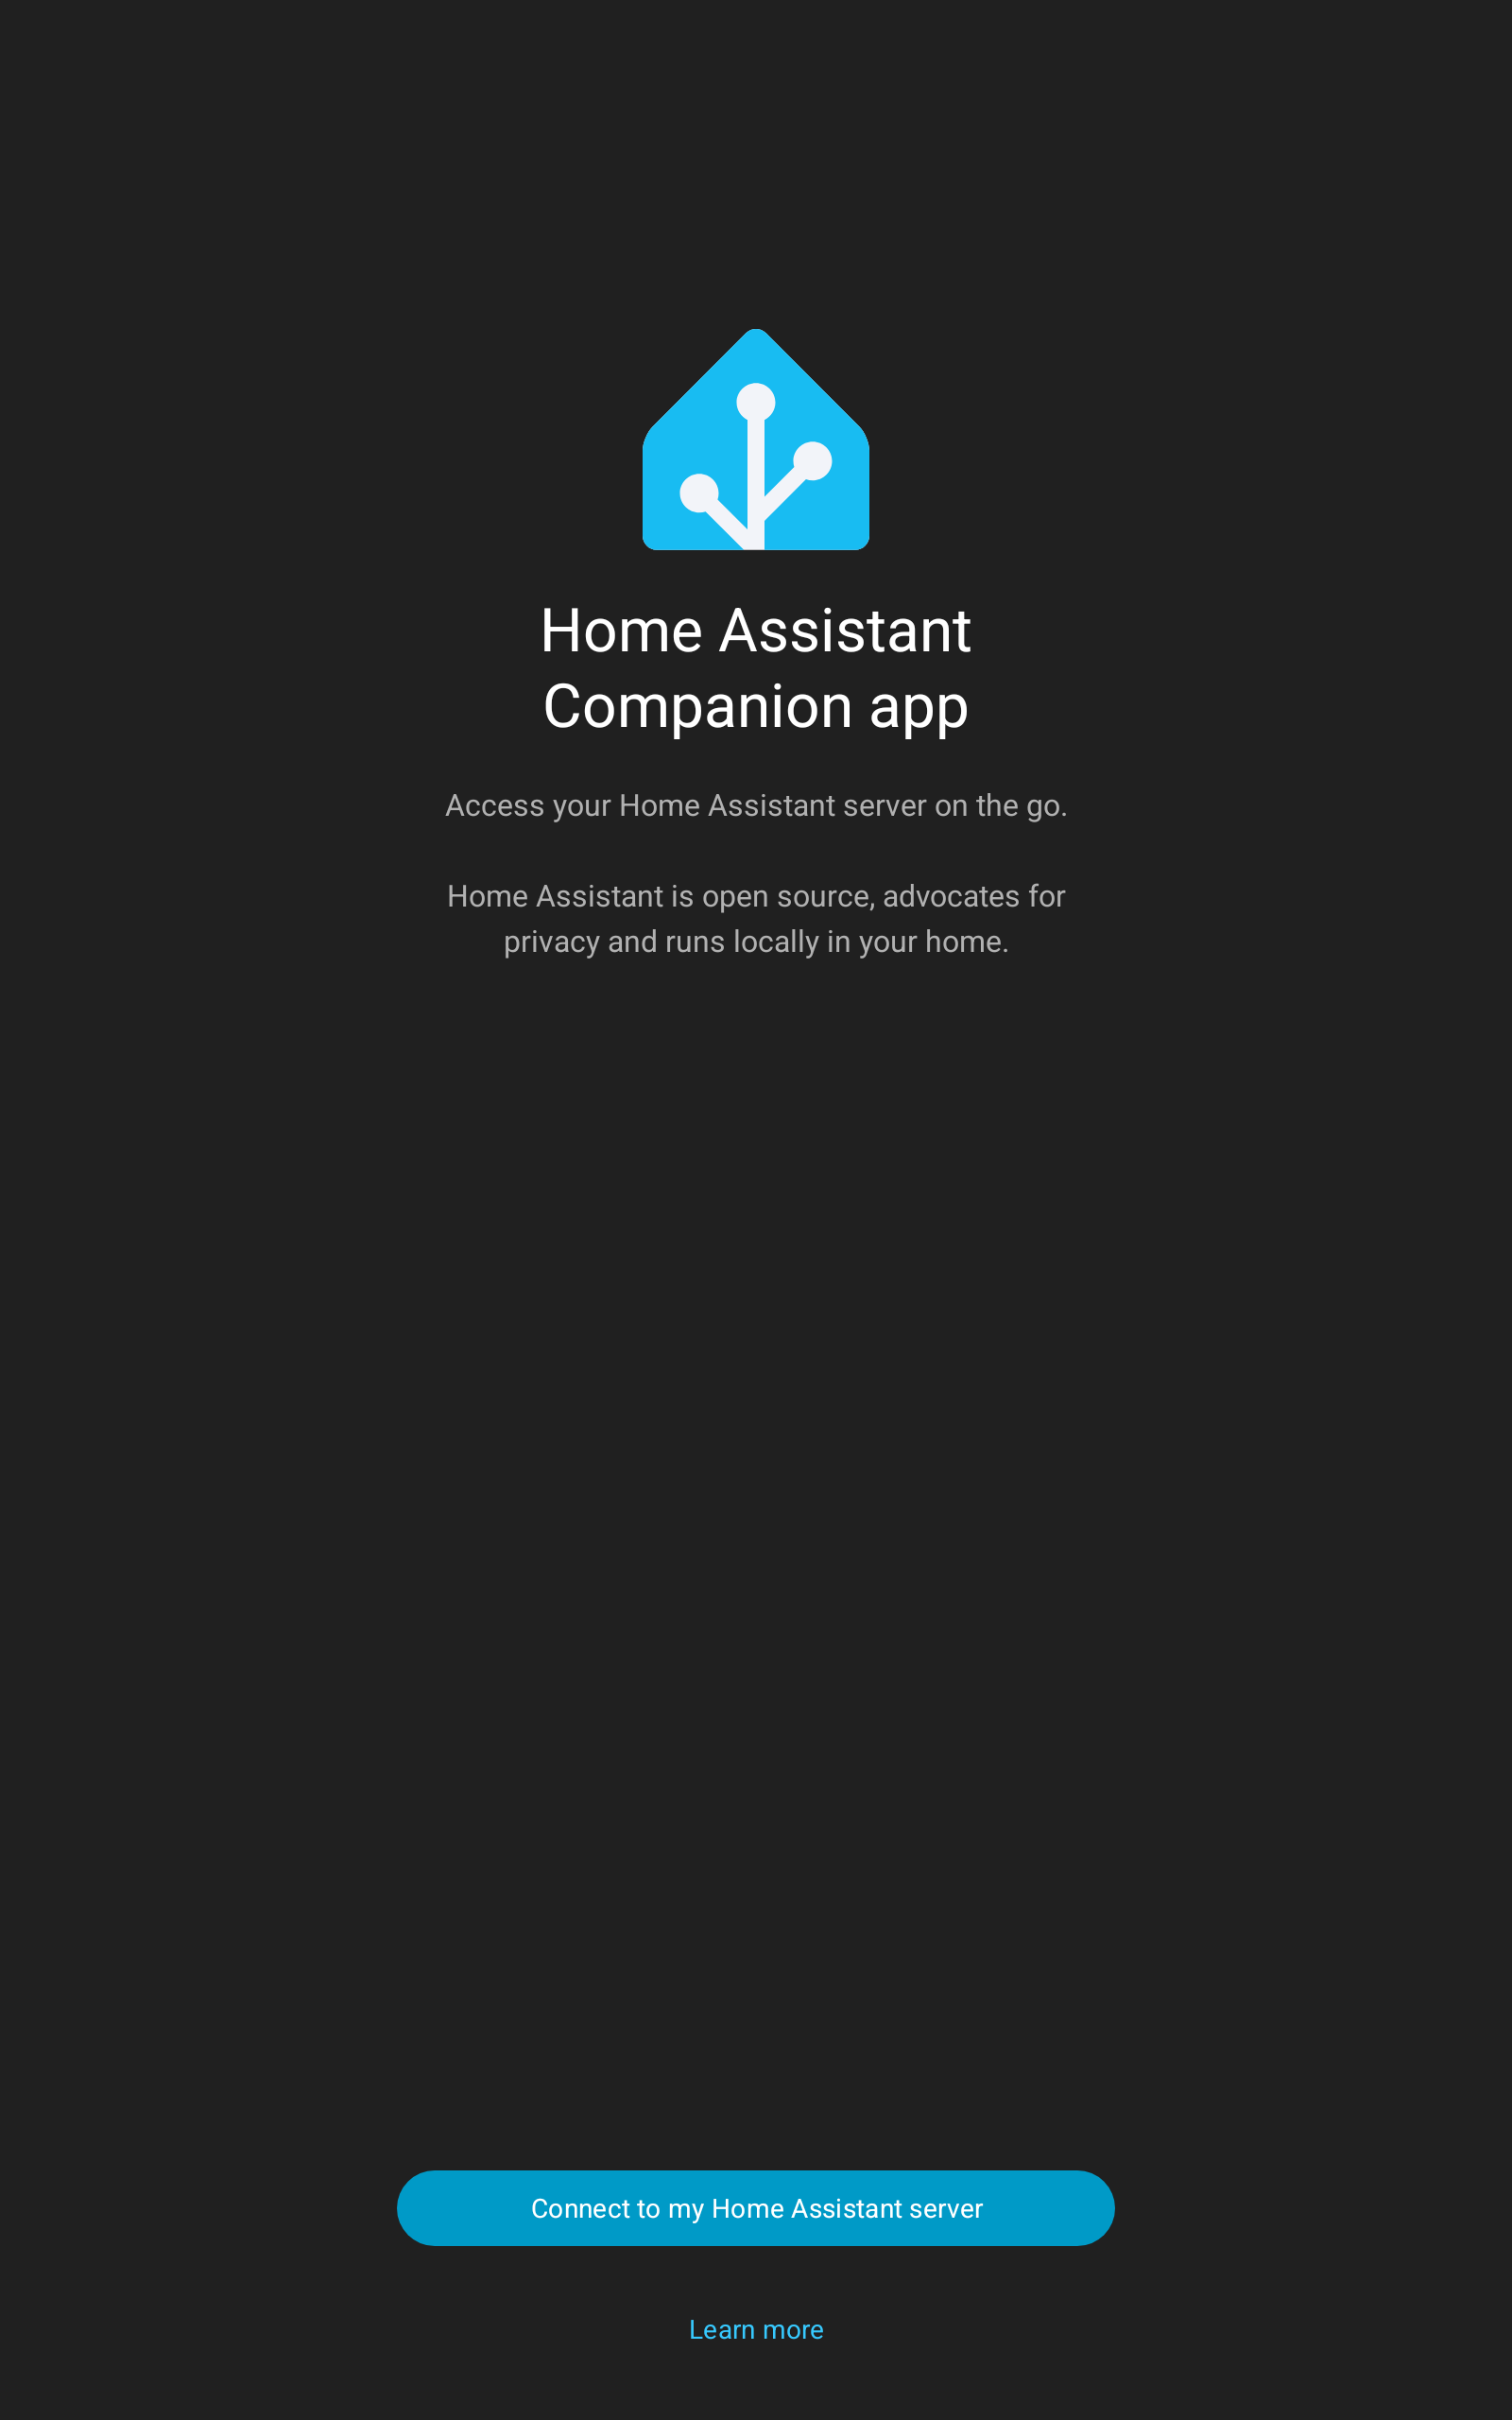 Home Assistant
Companion app
Access your Home Assistant server on the go.
Home Assistant is open source, advocates for
privacy and runs locally in your home.
Connect to my Home Assistant server
Learn more